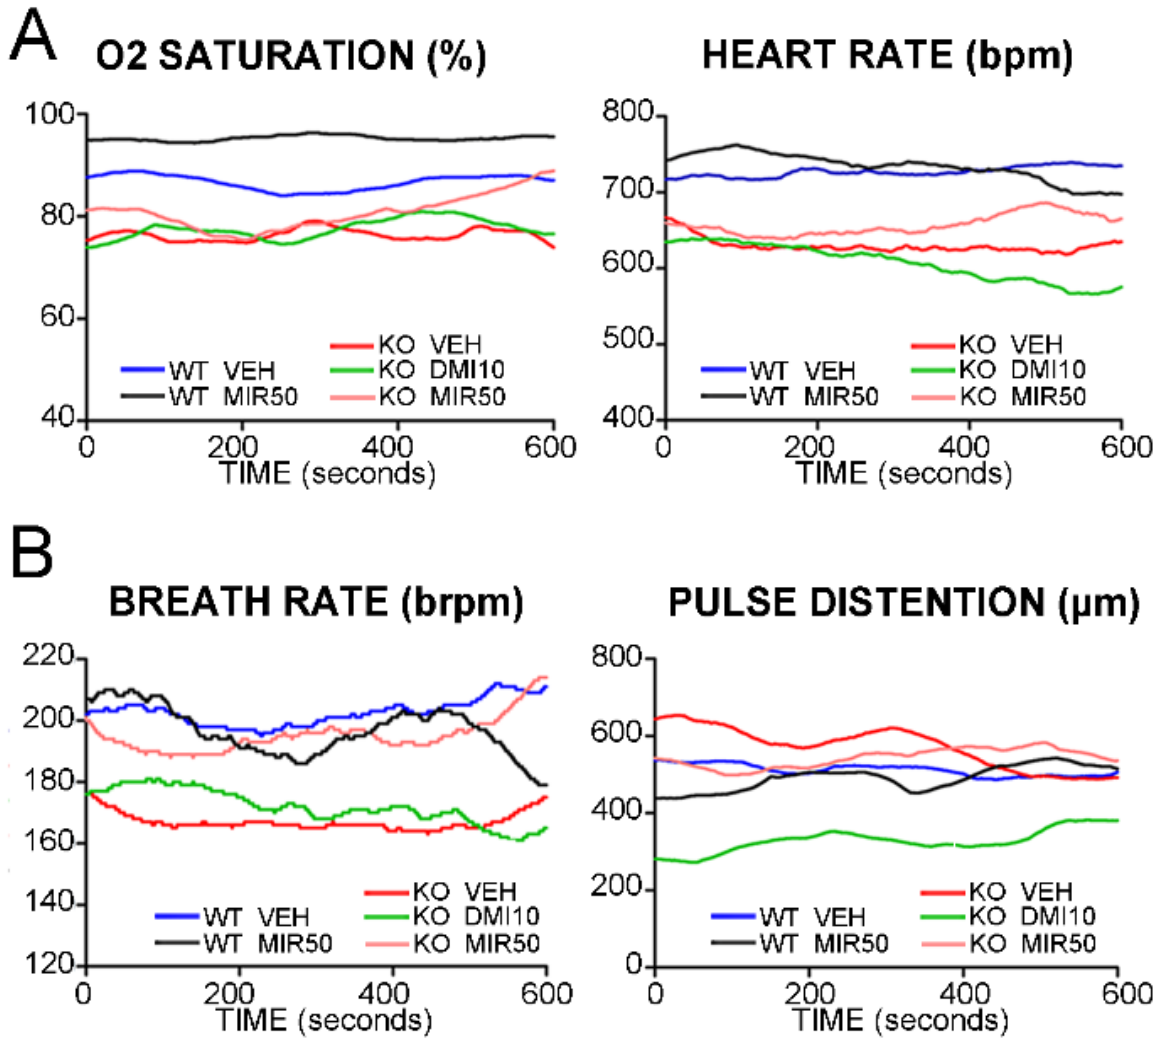 A
O2 SATURATION (%)
100
80
60
40
0
200
400
600
TIME (seconds)
WT VEH
WT MIR50
KO VEH
KO DMI10
KO MIR50
HEART RATE (bpm)
800
700
600
500
400
0
200
400
600
TIME (seconds)
WT VEH
WT MIR50
KO VEH
KO DMI10
KO MIR50
B
BREATH RATE (brpm)
220
200
180
160
140
120
0
200
400
600
TIME (seconds)
WT VEH
WT MIR50
KO VEH
KO DMI10
KO MIR50
PULSE DISTENTION (µm)
800
600
400
200
0
0
200
400
600
TIME (seconds)
WT VEH
WT MIR50
KO VEH
KO DMI10
KO MIR50